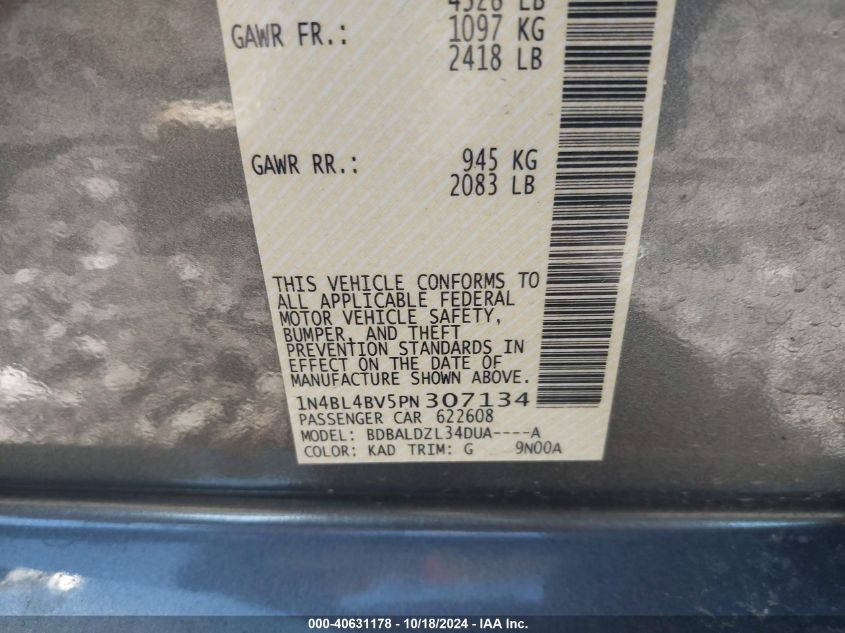 4526 LB
GAWR FR.: 1097 KG
2418 LB
GAWR RR.: 945 KG
2083 LB
THIS VEHICLE CONFORMS TO
ALL APPLICABLE FEDERAL
MOTOR VEHICLE SAFETY,
BUMPER, AND THEFT
PREVENTION STANDARDS IN
EFFECT ON THE DATE OF
MANUFACTURE SHOWN ABOVE.
1N4BL4BV5PN307134
PASSENGER CAR 622608
MODEL: BDBALDZL34DUA----A
COLOR: KAD TRIM: G 9N00A
000-40631178 - 10/18/2024 - IAA Inc.